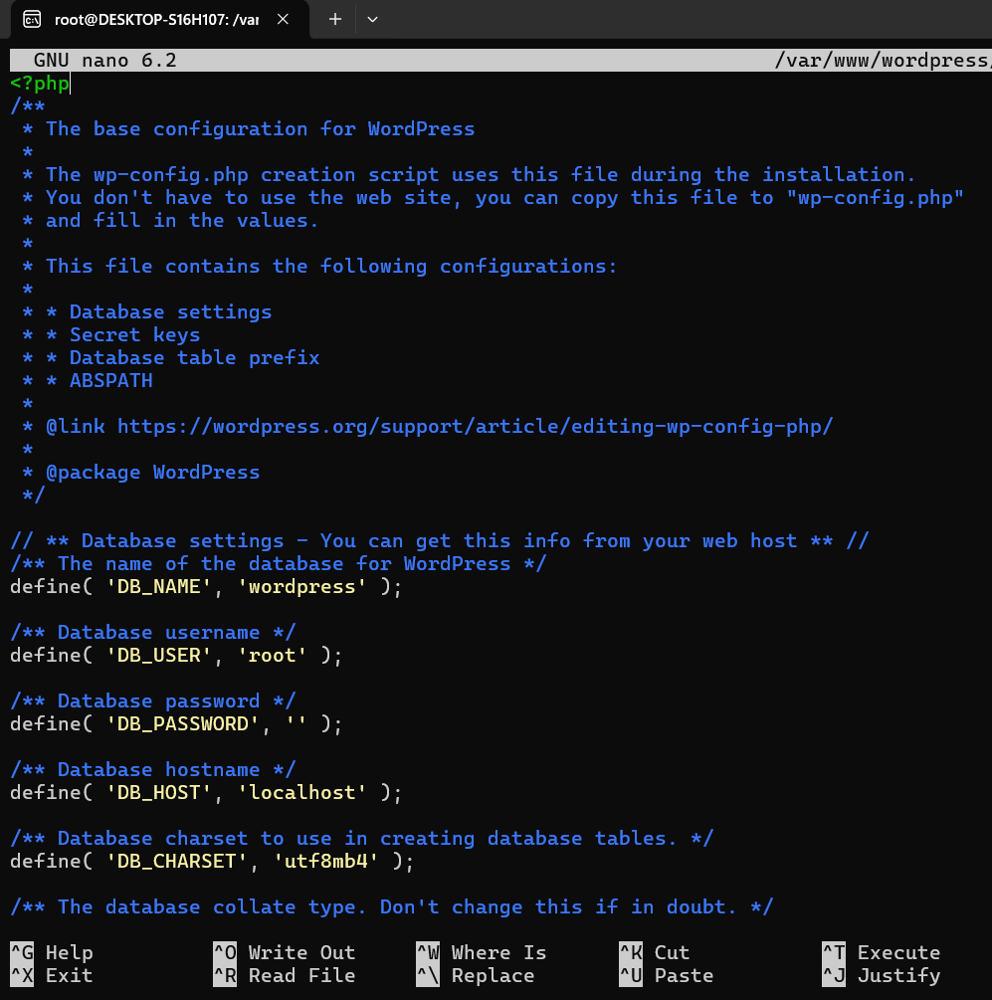 root@DESKTOP-S16H107: /var
GNU nano 6.2 /var/www/wordpress/
<?php
/**
 * The base configuration for WordPress
 *
 * The wp-config.php creation script uses this file during the installation.
 * You don't have to use the web site, you can copy this file to "wp-config.php"
 * and fill in the values.
 *
 * This file contains the following configurations:
 *
 * * Database settings
 * * Secret keys
 * * Database table prefix
 * * ABSPATH
 *
 * @link https://wordpress.org/support/article/editing-wp-config-php/
 *
 * @package WordPress
 */

// ** Database settings - You can get this info from your web host ** //
/** The name of the database for WordPress */
define( 'DB_NAME', 'wordpress' );

/** Database username */
define( 'DB_USER', 'root' );

/** Database password */
define( 'DB_PASSWORD', '' );

/** Database hostname */
define( 'DB_HOST', 'localhost' );

/** Database charset to use in creating database tables. */
define( 'DB_CHARSET', 'utf8mb4' );

/** The database collate type. Don't change this if in doubt. */

^G Help ^O Write Out ^W Where Is ^K Cut ^T Execute
^X Exit ^R Read File ^\ Replace ^U Paste ^J Justify